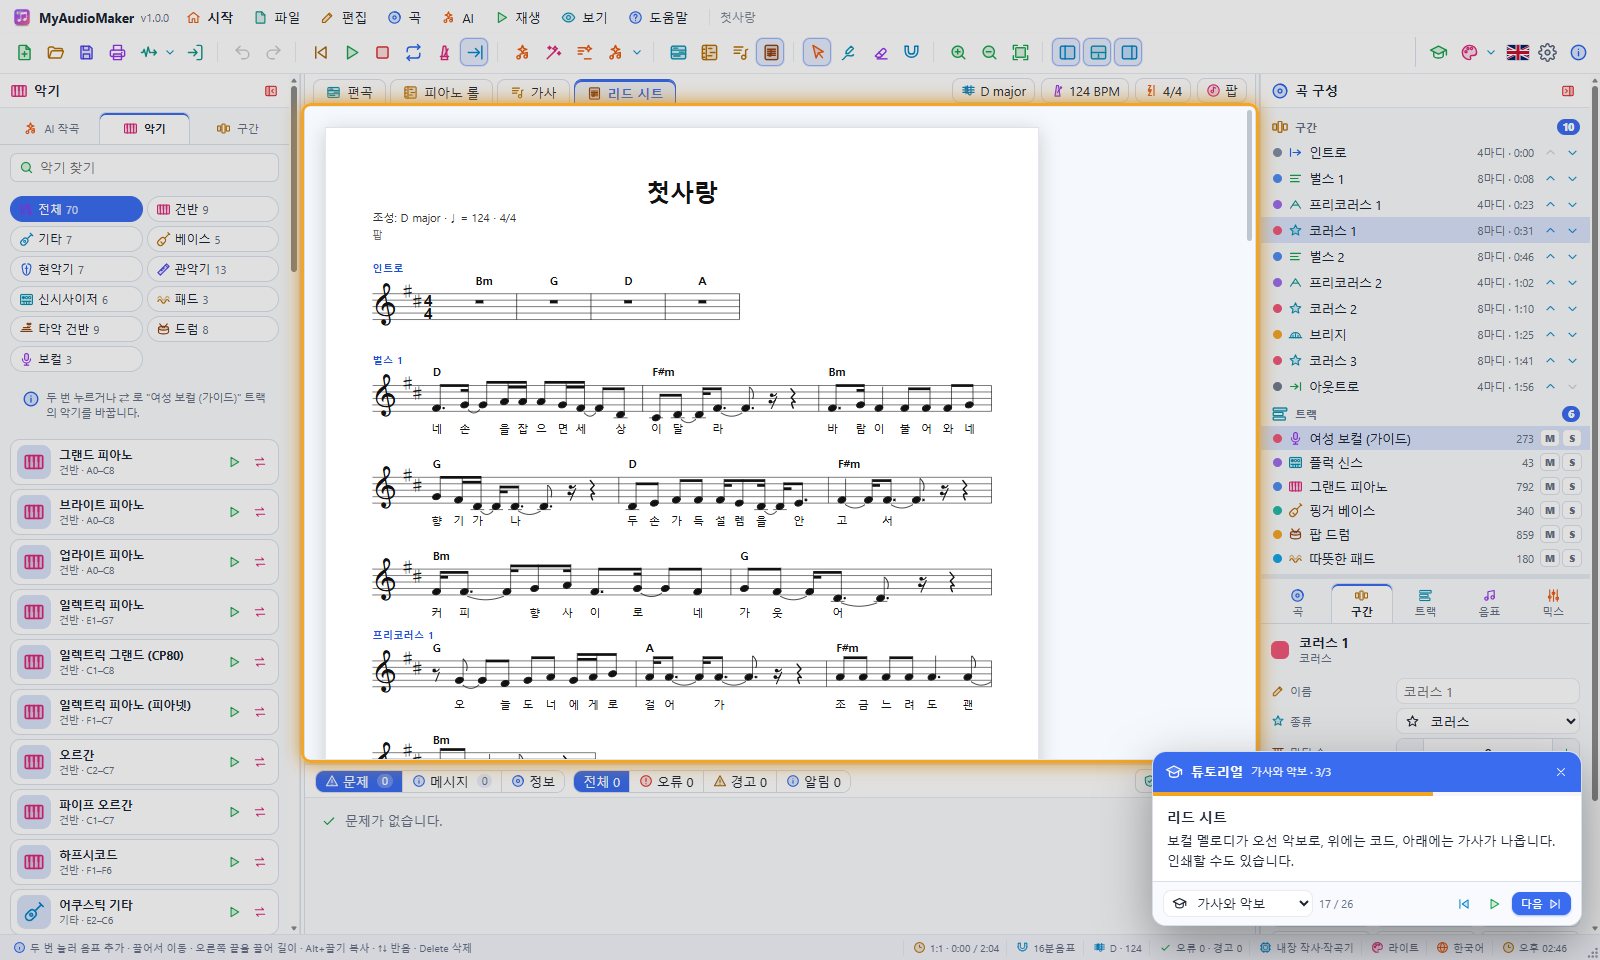 MyAudioMaker v1.0.0 시작 파일 편집 곡 AI 재생 보기 도움말 첫사랑
악기
AI 작곡 악기 구간
악기 찾기
전체 70 건반 9
기타 7 베이스 5
현악기 7 관악기 13
신시사이저 6 패드 3
타악 건반 9 드럼 8
보컬 3
두 번 누르거나 ⇄ 로 "여성 보컬 (가이드)" 트랙
의 악기를 바꿉니다.
그랜드 피아노
건반 · A0–C8
브라이트 피아노
건반 · A0–C8
업라이트 피아노
건반 · A0–C8
일렉트릭 피아노
건반 · E1–G7
일렉트릭 그랜드 (CP80)
건반 · C1–C8
일렉트릭 피아노 (피아넷)
건반 · F1–C7
오르간
건반 · C2–C7
파이프 오르간
건반 · C1–C7
하프시코드
건반 · F1–F6
어쿠스틱 기타
기타 · E2–C6
편곡 피아노 롤 가사 리드 시트
D major 124 BPM 4/4 팝
첫사랑
조성: D major · ♩ = 124 · 4/4
팝
인트로
Bm G D A
4
4
벌스 1
D F#m Bm
네 손 을 잡 으 면 세 상 이 달 라 바 람 이 불 어 와 네
G D F#m
향 기 가 나 두 손 가 득 설 렘 을 안 고 서
Bm G
커 피 향 사 이 로 네 가 웃 어
프리코러스 1
G A F#m
오 늘 도 너 에 게 로 걸 어 가 조 금 느 려 도 괜
Bm
문제 0 메시지 0 정보 전체 0 오류 0 경고 0 알림 0
문제가 없습니다.
곡 구성
구간 10
인트로 4마디 · 0:00
벌스 1 8마디 · 0:08
프리코러스 1 4마디 · 0:23
코러스 1 8마디 · 0:31
벌스 2 8마디 · 0:46
프리코러스 2 4마디 · 1:02
코러스 2 8마디 · 1:10
브리지 8마디 · 1:25
코러스 3 8마디 · 1:41
아웃트로 4마디 · 1:56
트랙 6
여성 보컬 (가이드) 273 M S
플럭 신스 43 M S
그랜드 피아노 792 M S
핑거 베이스 340 M S
팝 드럼 859 M S
따뜻한 패드 180 M S
곡 구간 트랙 음표 믹스
코러스 1
코러스
이름 코러스 1
종류 코러스
튜토리얼 가사와 악보 · 3/3
리드 시트
보컬 멜로디가 오선 악보로, 위에는 코드, 아래에는 가사가 나옵니다.
인쇄할 수도 있습니다.
가사와 악보 17 / 26 다음
두 번 눌러 음표 추가 · 끌어서 이동 · 오른쪽 끝을 끌어 길이 · Alt+끌기 복사 · ↑↓ 반음 · Delete 삭제
1:1 · 0:00 / 2:04 16분음표 D · 124 오류 0 · 경고 0 내장 작사·작곡기 라이트 한국어 오후 02:46